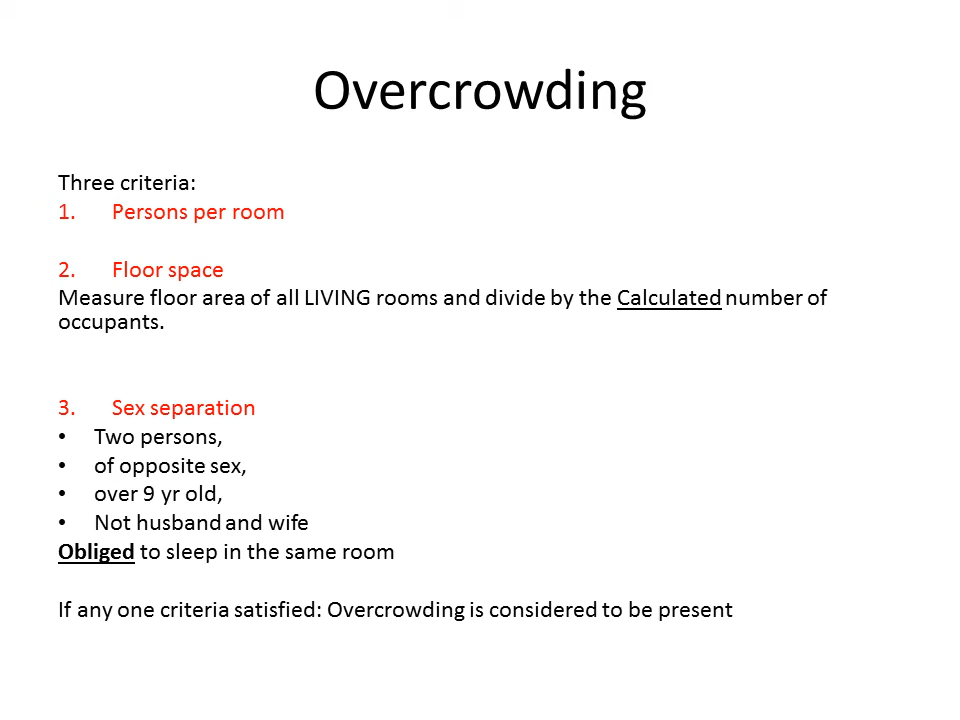 Overcrowding
Three criteria:
1. Persons per room
2. Floor space
Measure floor area of all LIVING rooms and divide by the Calculated number of
occupants.
3. Sex separation
• Two persons,
• of opposite sex,
• over 9 yr old,
• Not husband and wife
Obliged to sleep in the same room
If any one criteria satisfied: Overcrowding is considered to be present